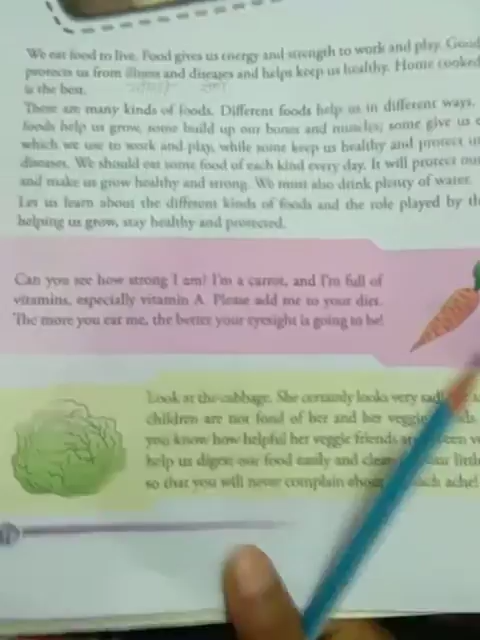 We eat food to live. Food gives us energy and strength to work and play. Good
protects us from illness and diseases and helps keep us healthy. Home cooked
is the best.
There are many kinds of foods. Different foods help us in different ways.
foods help us grow, some build up our bones and muscles; some give us
which we use to work and play, while some keep us healthy and protect
diseases. We should eat some food of each kind every day. It will protect
and make us grow healthy and strong. We must also drink plenty of water.
Let us learn about the different kinds of foods and the role played by
helping us grow, stay healthy and protected.
Can you see how strong I am? I'm a carrot, and I'm full of
vitamins, especially vitamin A. Please add me to your diet.
The more you eat me, the better your eyesight is going to be!
Look at the cabbage. She certainly looks very
children are not fond of her and her veggie
you know how helpful her veggie friends
help us digest our food easily and
so that you will never complain about ache!